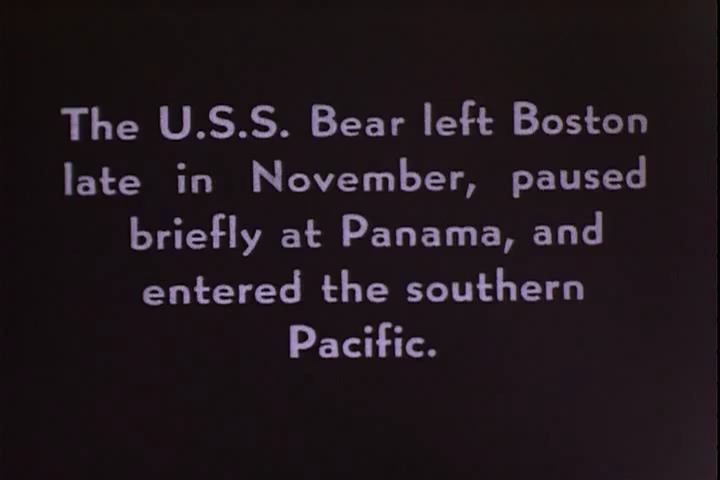 The U.S.S. Bear left Boston
late in November, paused
briefly at Panama, and
entered the southern
Pacific.